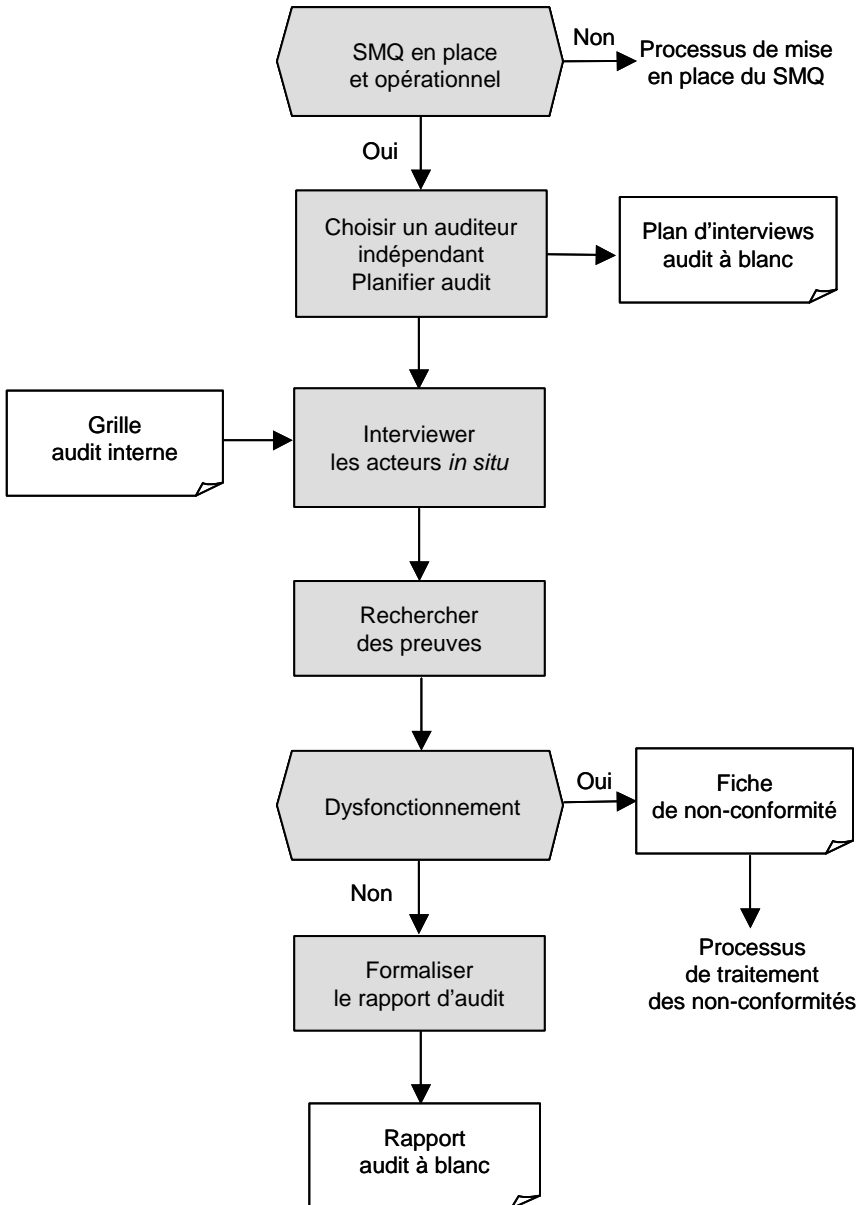 SMQ en place
et opérationnel
Non
Processus de mise
en place du SMQ
Oui
Choisir un auditeur
indépendant
Planifier audit
Plan d'interviews
audit à blanc
Grille
audit interne
Interviewer
les acteurs in situ
Rechercher
des preuves
Dysfonctionnement
Oui
Fiche
de non-conformité
Non
Processus
de traitement
des non-conformités
Formaliser
le rapport d'audit
Rapport
audit à blanc